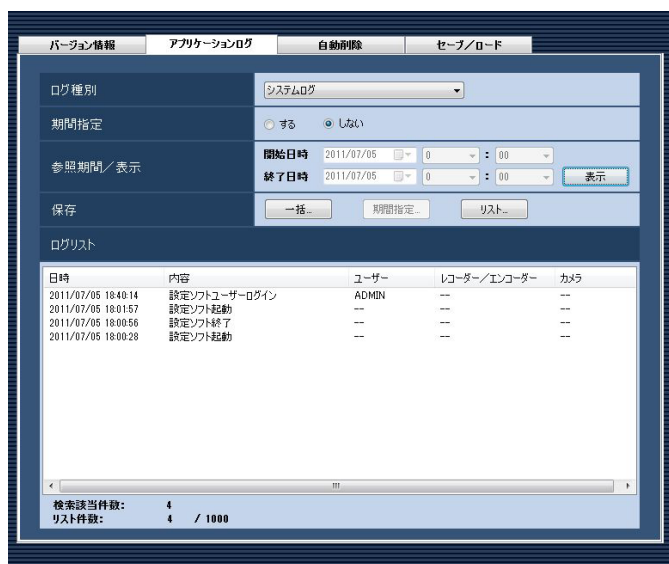 バージョン情報 アプリケーションログ 自動削除 セーブ/ロード
ログ種別 システムログ
期間指定 する しない
参照期間/表示 開始日時 2011/07/05 0 : 00
終了日時 2011/07/05 0 : 00 表示
保存 一括... 期間指定... リスト...
ログリスト
日時 内容 ユーザー レコーダー/エンコーダー カメラ
2011/07/05 18:40:14 設定ソフトユーザーログイン ADMIN -- --
2011/07/05 18:01:57 設定ソフト起動 -- -- --
2011/07/05 18:00:56 設定ソフト終了 -- -- --
2011/07/05 18:00:28 設定ソフト起動 -- -- --
検索該当件数: 4
リスト件数: 4 / 1000